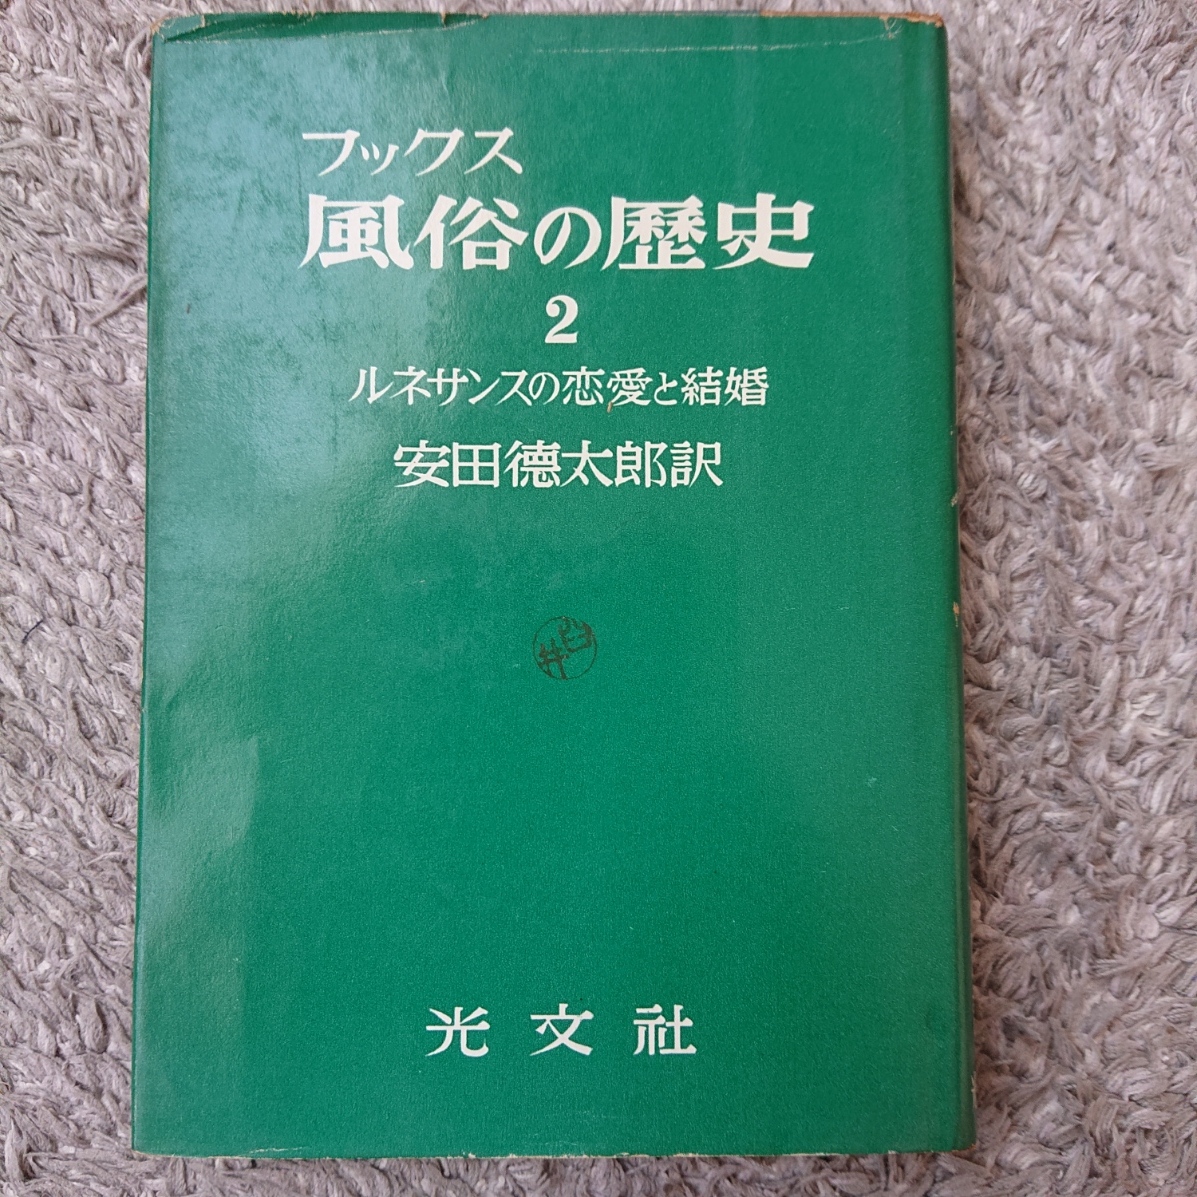 フックス
風俗の歴史
2
ルネサンスの恋愛と結婚
安田德太郎訳
光文社